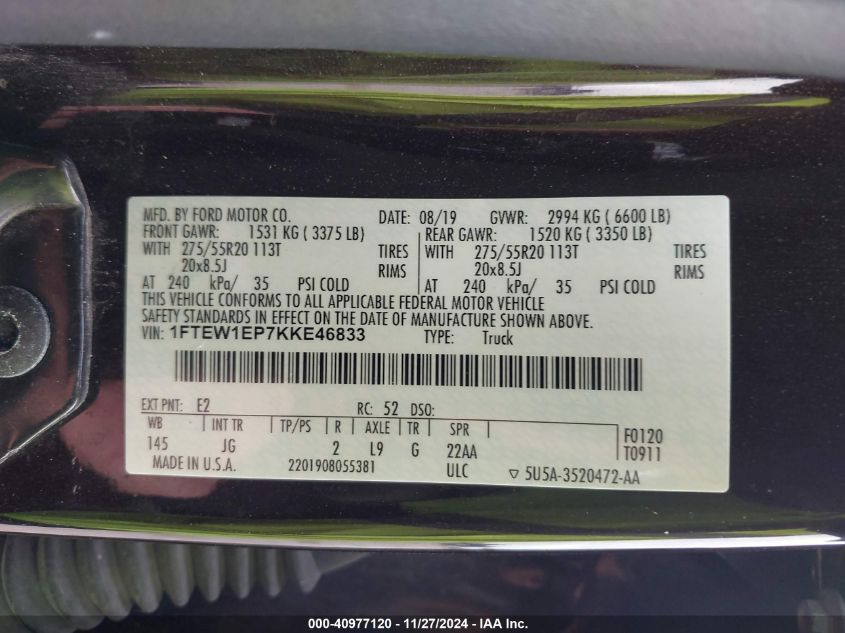 MFD. BY FORD MOTOR CO. DATE: 08/19 GVWR: 2994 KG ( 6600 LB)
FRONT GAWR: 1531 KG ( 3375 LB) REAR GAWR: 1520 KG ( 3350 LB)
WITH 275/55R20 113T TIRES WITH 275/55R20 113T TIRES
20x8.5J RIMS 20x8.5J RIMS
AT 240 kPa/ 35 PSI COLD AT 240 kPa/ 35 PSI COLD
THIS VEHICLE CONFORMS TO ALL APPLICABLE FEDERAL MOTOR VEHICLE
SAFETY STANDARDS IN EFFECT ON THE DATE OF MANUFACTURE SHOWN ABOVE.
VIN: 1FTEW1EP7KKE46833 TYPE: Truck
EXT PNT: E2 RC: 52 DSO:
WB INT TR TP/PS R AXLE TR SPR F0120
145 JG 2 L9 G 22AA T0911
MADE IN U.S.A. 2201908055381 ULC ▽ 5U5A-3520472-AA
000-40977120 - 11/27/2024 - IAA Inc.